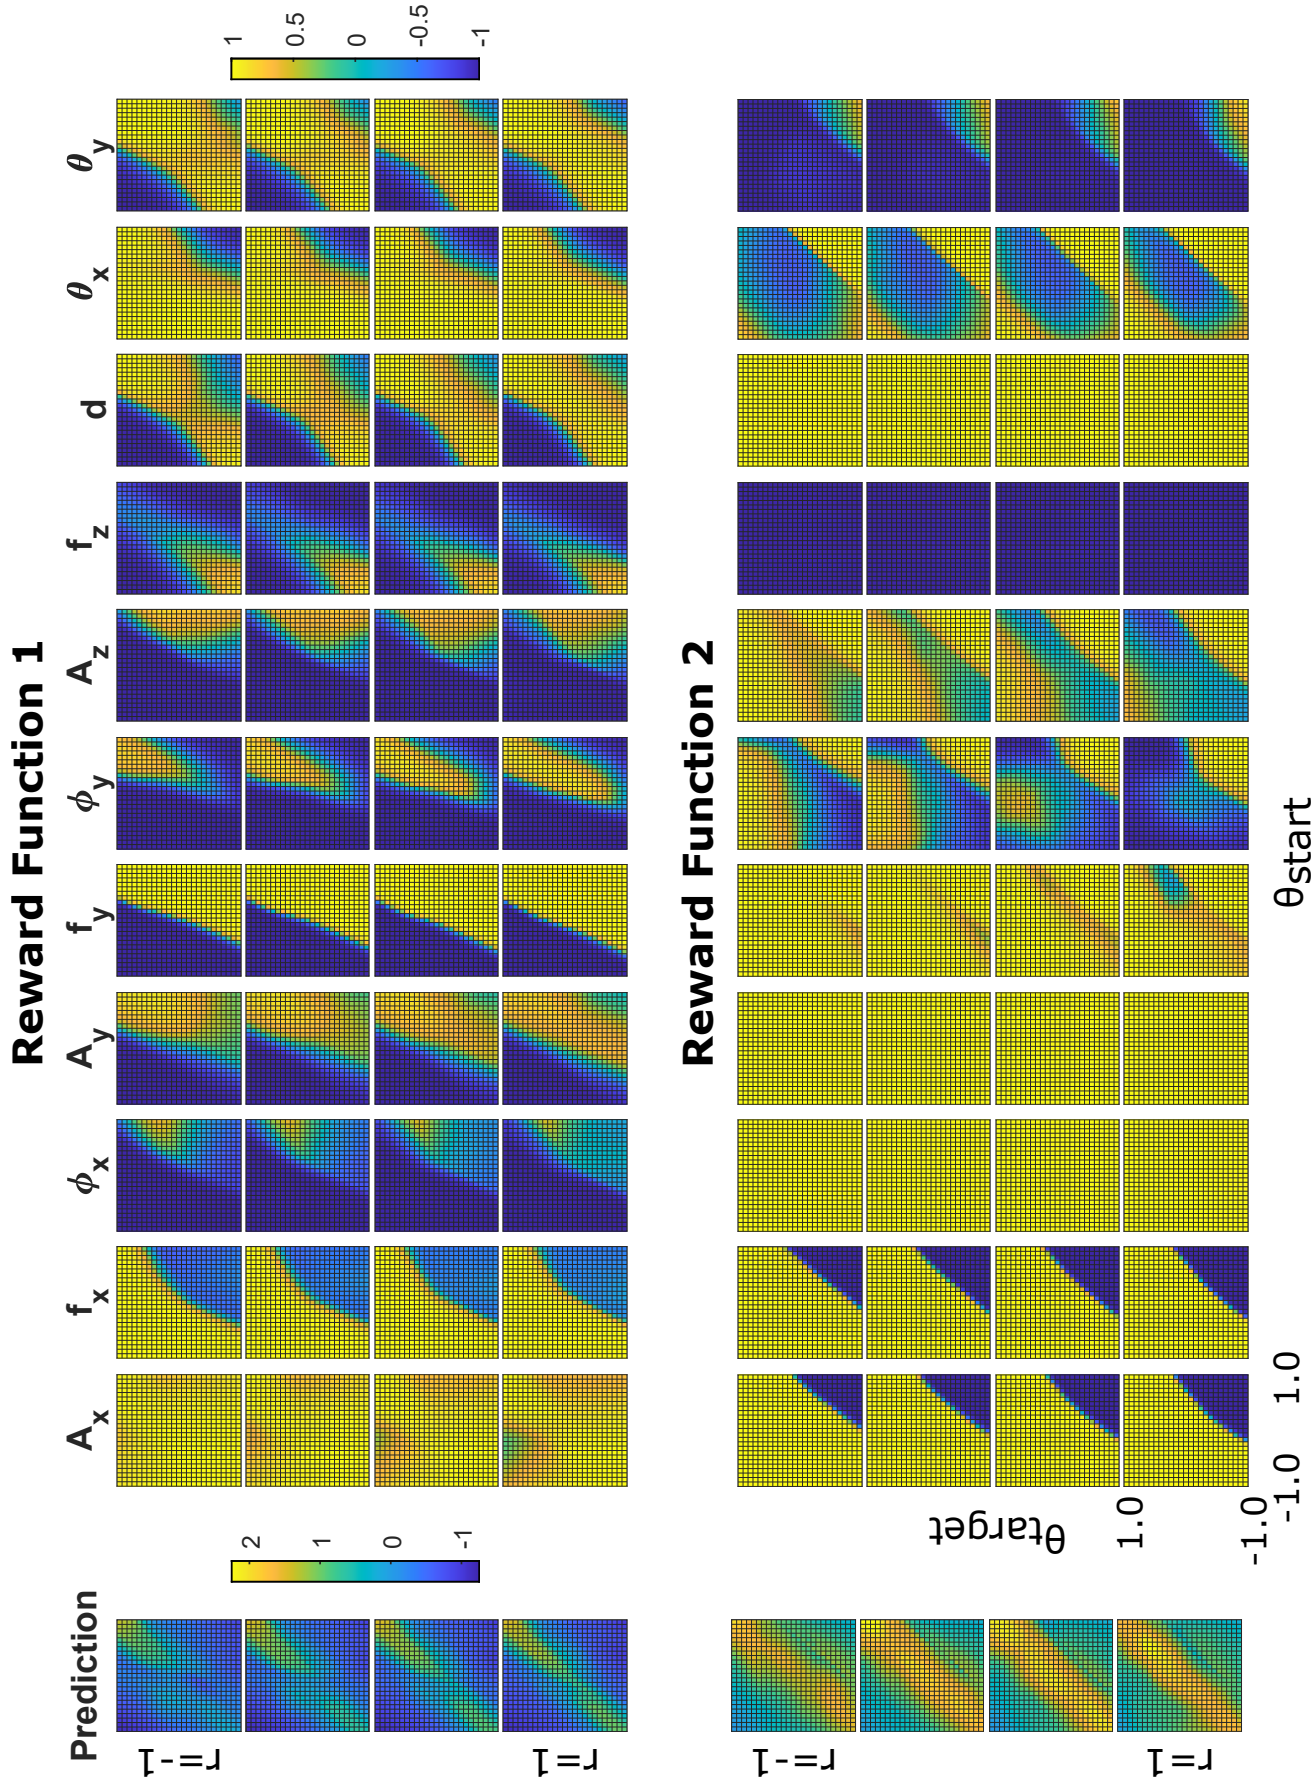 Reward Function 1
Prediction
A_x f_x ϕ_x A_y f_y ϕ_y A_z f_z d θ_x θ_y
r=-1
r=1
2 1 0 -1
1 0.5 0 -0.5 -1
Reward Function 2
r=-1
r=1
θtarget
1.0
-1.0
-1.0 1.0
θstart